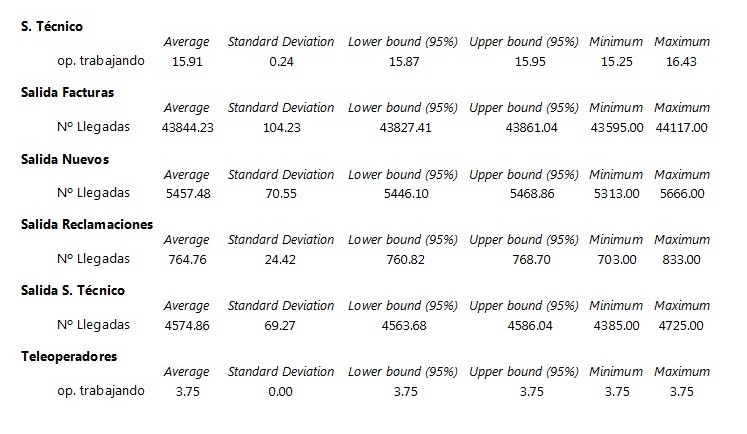 S. Técnico
Average Standard Deviation Lower bound (95%) Upper bound (95%) Minimum Maximum
op. trabajando 15.91 0.24 15.87 15.95 15.25 16.43
Salida Facturas
Average Standard Deviation Lower bound (95%) Upper bound (95%) Minimum Maximum
Nº Llegadas 43844.23 104.23 43827.41 43861.04 43595.00 44117.00
Salida Nuevos
Average Standard Deviation Lower bound (95%) Upper bound (95%) Minimum Maximum
Nº Llegadas 5457.48 70.55 5446.10 5468.86 5313.00 5666.00
Salida Reclamaciones
Average Standard Deviation Lower bound (95%) Upper bound (95%) Minimum Maximum
Nº Llegadas 764.76 24.42 760.82 768.70 703.00 833.00
Salida S. Técnico
Average Standard Deviation Lower bound (95%) Upper bound (95%) Minimum Maximum
Nº Llegadas 4574.86 69.27 4563.68 4586.04 4385.00 4725.00
Teleoperadores
Average Standard Deviation Lower bound (95%) Upper bound (95%) Minimum Maximum
op. trabajando 3.75 0.00 3.75 3.75 3.75 3.75